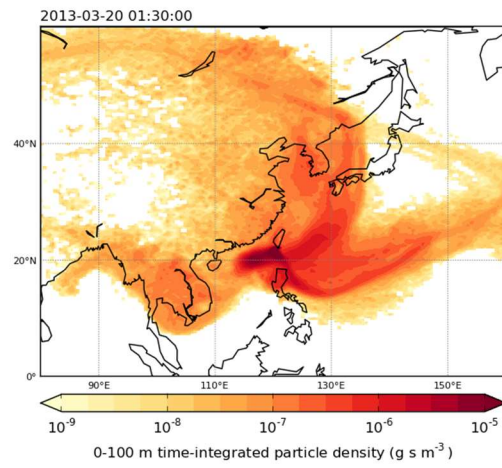 2013-03-20 01:30:00
40°N
20°N
0°
90°E 110°E 130°E 150°E
10⁻⁹ 10⁻⁸ 10⁻⁷ 10⁻⁶ 10⁻⁵
0-100 m time-integrated particle density (g s m⁻³)